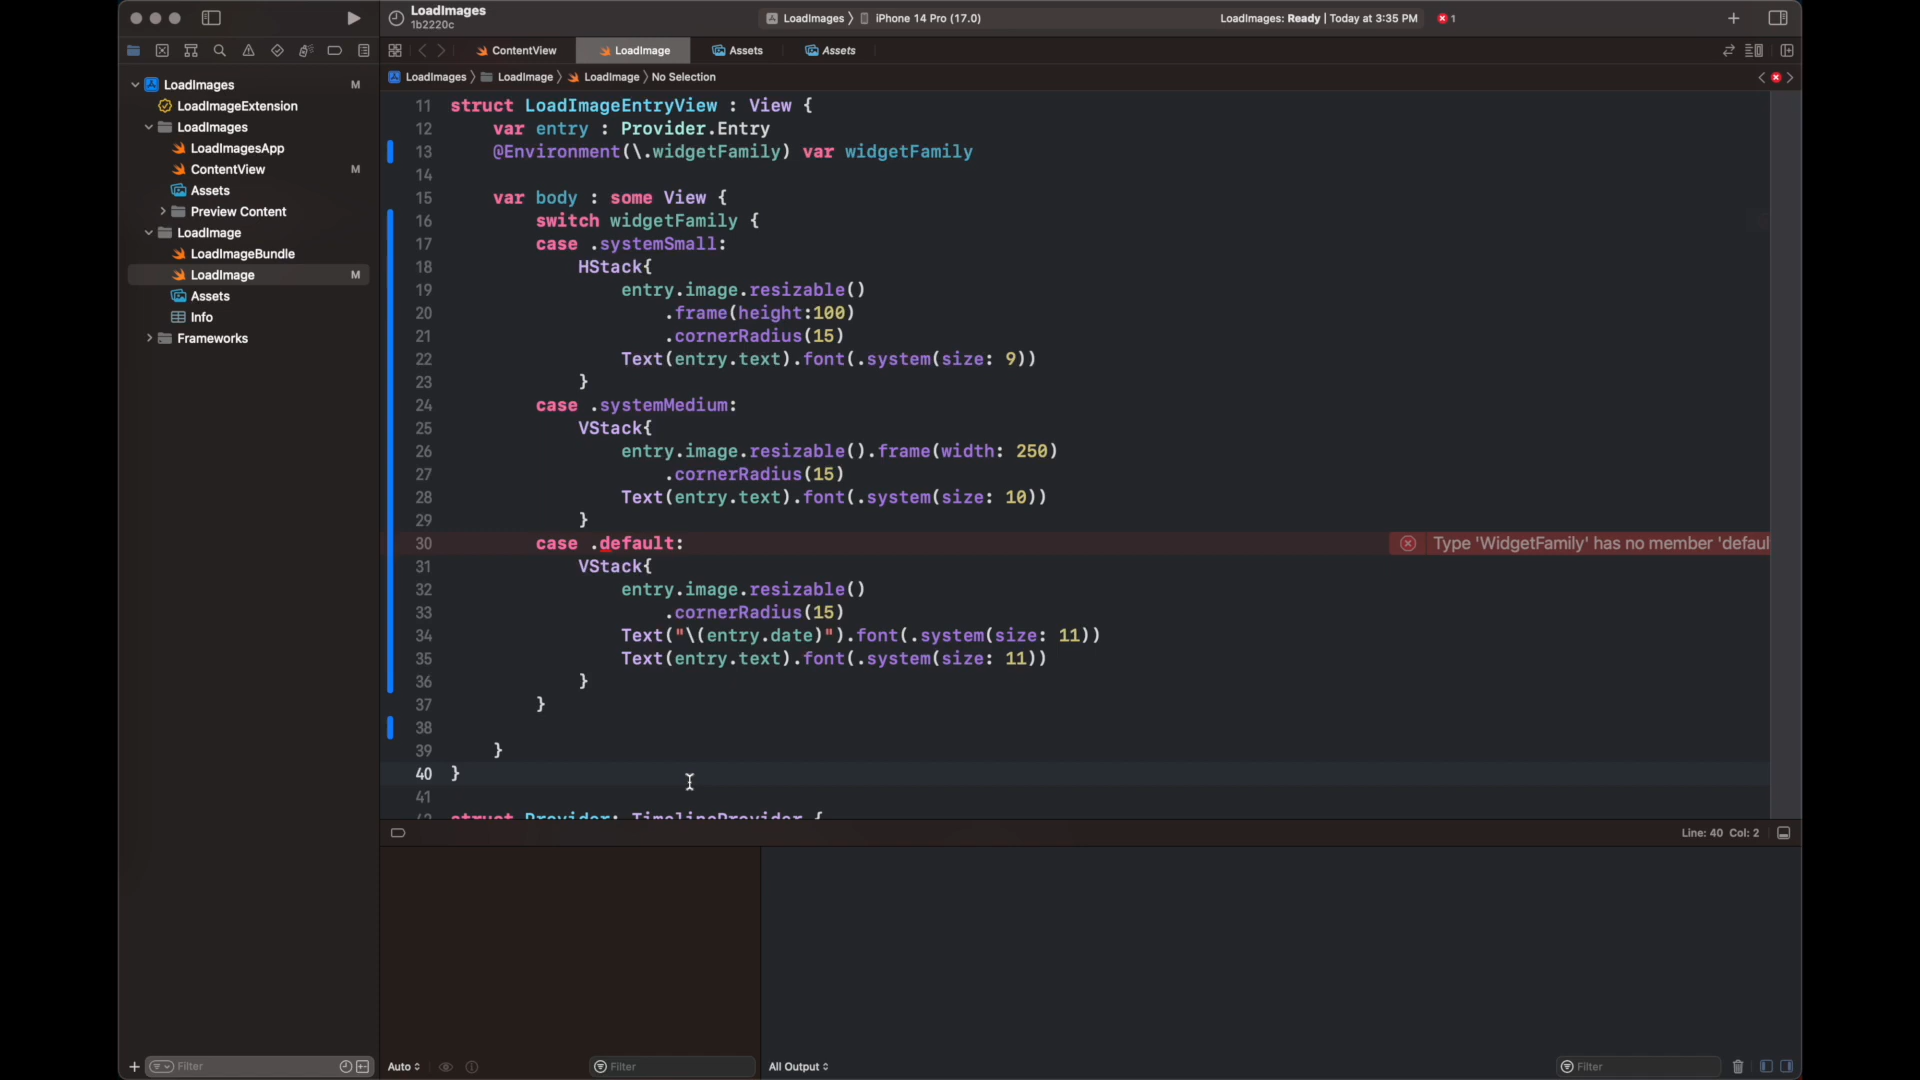 LoadImages
1b2220c
LoadImages
iPhone 14 Pro (17.0)
LoadImages: Ready | Today at 3:35 PM
1
ContentView
LoadImage
Assets
Assets
LoadImages
M
LoadImageExtension
LoadImages
LoadImagesApp
ContentView
M
Assets
Preview Content
LoadImage
LoadImageBundle
LoadImage
M
Assets
Info
Frameworks
LoadImages
LoadImage
LoadImage
No Selection
11 struct LoadImageEntryView : View {
12 var entry : Provider.Entry
13 @Environment(\.widgetFamily) var widgetFamily
14
15 var body : some View {
16 switch widgetFamily {
17 case .systemSmall:
18 HStack{
19 entry.image.resizable()
20 .frame(height:100)
21 .cornerRadius(15)
22 Text(entry.text).font(.system(size: 9))
23 }
24 case .systemMedium:
25 VStack{
26 entry.image.resizable().frame(width: 250)
27 .cornerRadius(15)
28 Text(entry.text).font(.system(size: 10))
29 }
30 case .default: Type 'WidgetFamily' has no member 'defaul
31 VStack{
32 entry.image.resizable()
33 .cornerRadius(15)
34 Text("\(entry.date)").font(.system(size: 11))
35 Text(entry.text).font(.system(size: 11))
36 }
37 }
38
39 }
40 }
41
42 struct Provider: TimelineProvider {
Line: 40 Col: 2
Filter
Auto
Filter
All Output
Filter